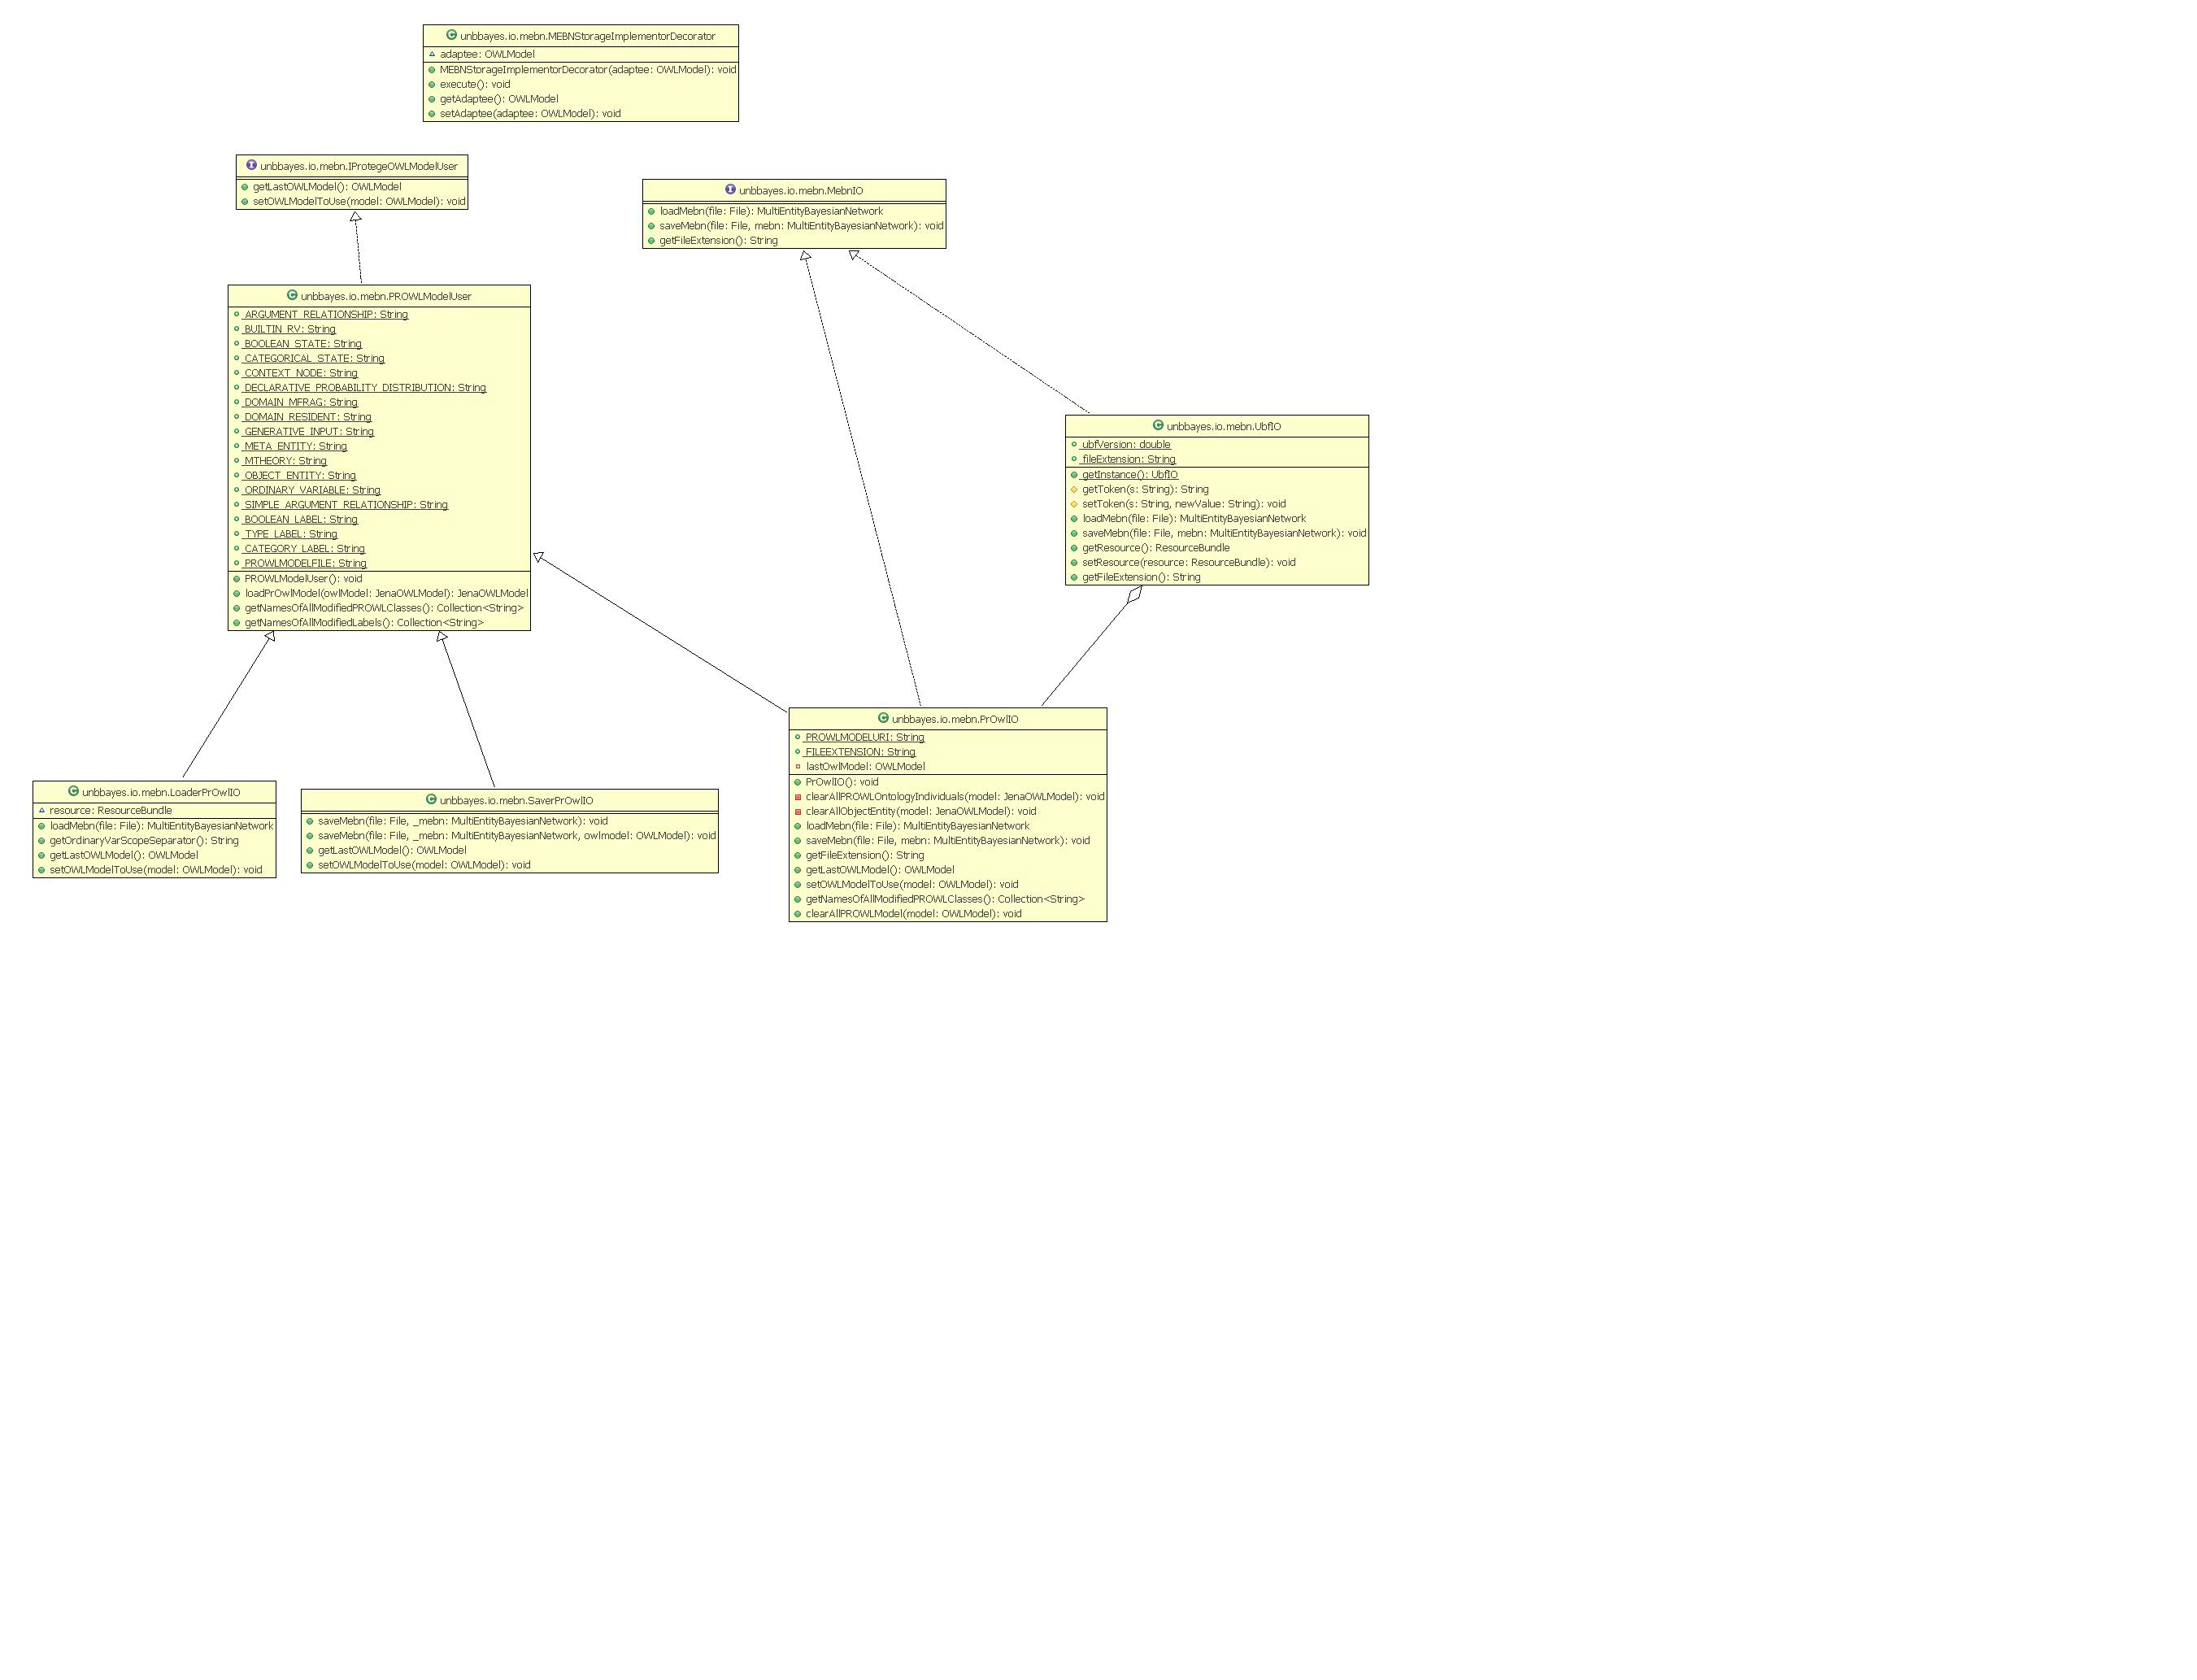 unbbayes.io.mebn.MEBNStorageImplementorDecorator
adaptee: OWLModel
MEBNStorageImplementorDecorator(adaptee: OWLModel): void
execute(): void
getAdaptee(): OWLModel
setAdaptee(adaptee: OWLModel): void
unbbayes.io.mebn.IProtegeOWLModelUser
getLastOWLModel(): OWLModel
setOWLModelToUse(model: OWLModel): void
unbbayes.io.mebn.MebnIO
loadMebn(file: File): MultiEntityBayesianNetwork
saveMebn(file: File, mebn: MultiEntityBayesianNetwork): void
getFileExtension(): String
unbbayes.io.mebn.PROWLModelUser
ARGUMENT_RELATIONSHIP: String
BUILTIN_RV: String
BOOLEAN_STATE: String
CATEGORICAL_STATE: String
CONTEXT_NODE: String
DECLARATIVE_PROBABILITY_DISTRIBUTION: String
DOMAIN_MFRAG: String
DOMAIN_RESIDENT: String
GENERATIVE_INPUT: String
META_ENTITY: String
MTHEORY: String
OBJECT_ENTITY: String
ORDINARY_VARIABLE: String
SIMPLE_ARGUMENT_RELATIONSHIP: String
BOOLEAN_LABEL: String
TYPE_LABEL: String
CATEGORY_LABEL: String
PROWLMODELFILE: String
PROWLModelUser(): void
loadPrOwlModel(owlModel: JenaOWLModel): JenaOWLModel
getNamesOfAllModifiedPROWLClasses(): Collection<String>
getNamesOfAllModifiedLabels(): Collection<String>
unbbayes.io.mebn.UbfIO
ubfVersion: double
fileExtension: String
getInstance(): UbfIO
getToken(s: String): String
setToken(s: String, newValue: String): void
loadMebn(file: File): MultiEntityBayesianNetwork
saveMebn(file: File, mebn: MultiEntityBayesianNetwork): void
getResource(): ResourceBundle
setResource(resource: ResourceBundle): void
getFileExtension(): String
unbbayes.io.mebn.LoaderPrOwlIO
resource: ResourceBundle
loadMebn(file: File): MultiEntityBayesianNetwork
getOrdinaryVarScopeSeparator(): String
getLastOWLModel(): OWLModel
setOWLModelToUse(model: OWLModel): void
unbbayes.io.mebn.SaverPrOwlIO
saveMebn(file: File, _mebn: MultiEntityBayesianNetwork): void
saveMebn(file: File, _mebn: MultiEntityBayesianNetwork, owlmodel: OWLModel): void
getLastOWLModel(): OWLModel
setOWLModelToUse(model: OWLModel): void
unbbayes.io.mebn.PrOwlIO
PROWLMODELURI: String
FILEEXTENSION: String
lastOwlModel: OWLModel
PrOwlIO(): void
clearAllPROWLOntologyIndividuals(model: JenaOWLModel): void
clearAllObjectEntity(model: JenaOWLModel): void
loadMebn(file: File): MultiEntityBayesianNetwork
saveMebn(file: File, mebn: MultiEntityBayesianNetwork): void
getFileExtension(): String
getLastOWLModel(): OWLModel
setOWLModelToUse(model: OWLModel): void
getNamesOfAllModifiedPROWLClasses(): Collection<String>
clearAllPROWLModel(model: OWLModel): void